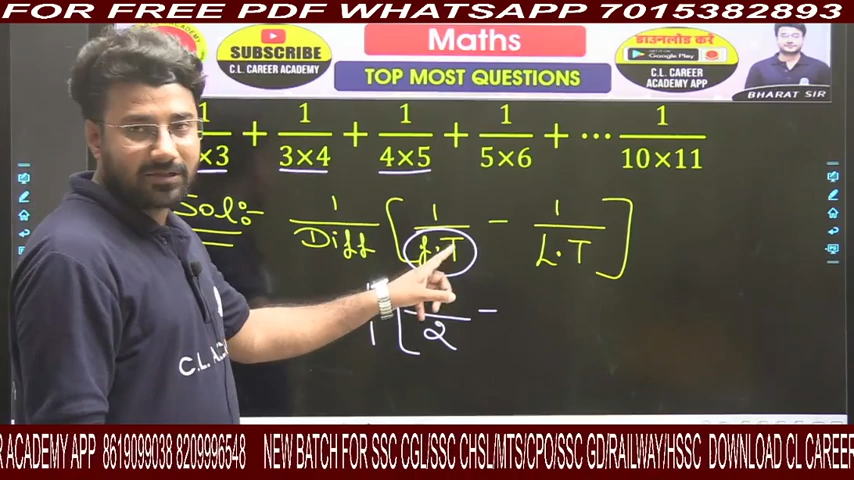 FOR FREE PDF WHATSAPP 7015382893
SUBSCRIBE
C.L. CAREER ACADEMY
Maths
TOP MOST QUESTIONS
डाउनलोड करें
Google Play
C.L. CAREER
ACADEMY APP
BHARAT SIR
1/×3 + 1/3×4 + 1/4×5 + 1/5×6 + ... 1/10×11
Sol:- 1/Diff [ 1/f.T - 1/L.T ]
1 [ /2 -
C.L.
R ACADEMY APP 8619099038 8209996548 NEW BATCH FOR SSC CGL/SSC CHSL/MTS/CPO/SSC GD/RAILWAY/HSSC DOWNLOAD CL CAREER